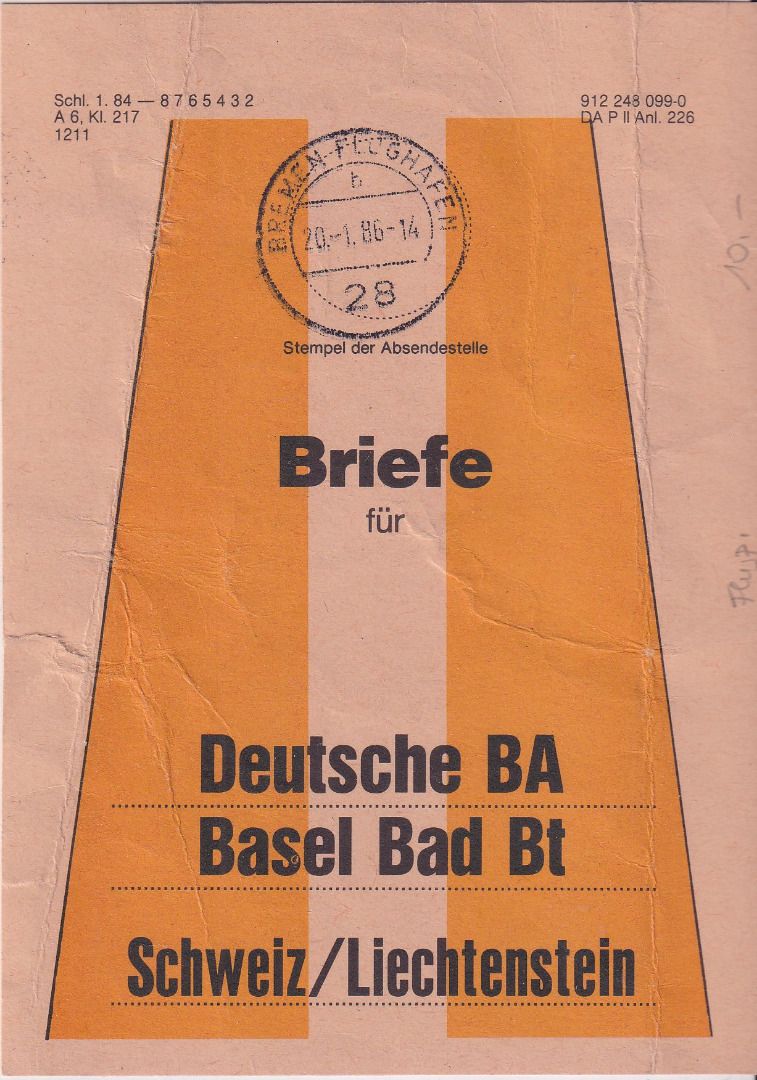 Schl. 1. 84 — 8 7 6 5 4 3 2
A 6, Kl. 217
1211
912 248 099-0
DA P II Anl. 226
BREMEN FLUGHAFEN
b
20.-1.86-14
28
Stempel der Absendestelle
10.-
Briefe
für
Deutsche BA
Basel Bad Bt
Schweiz/Liechtenstein